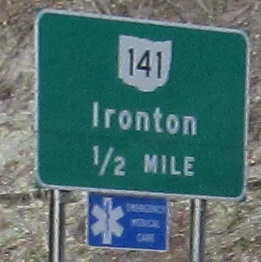 141
Ironton
1/2 MILE
EMERGENCY
MEDICAL
CARE